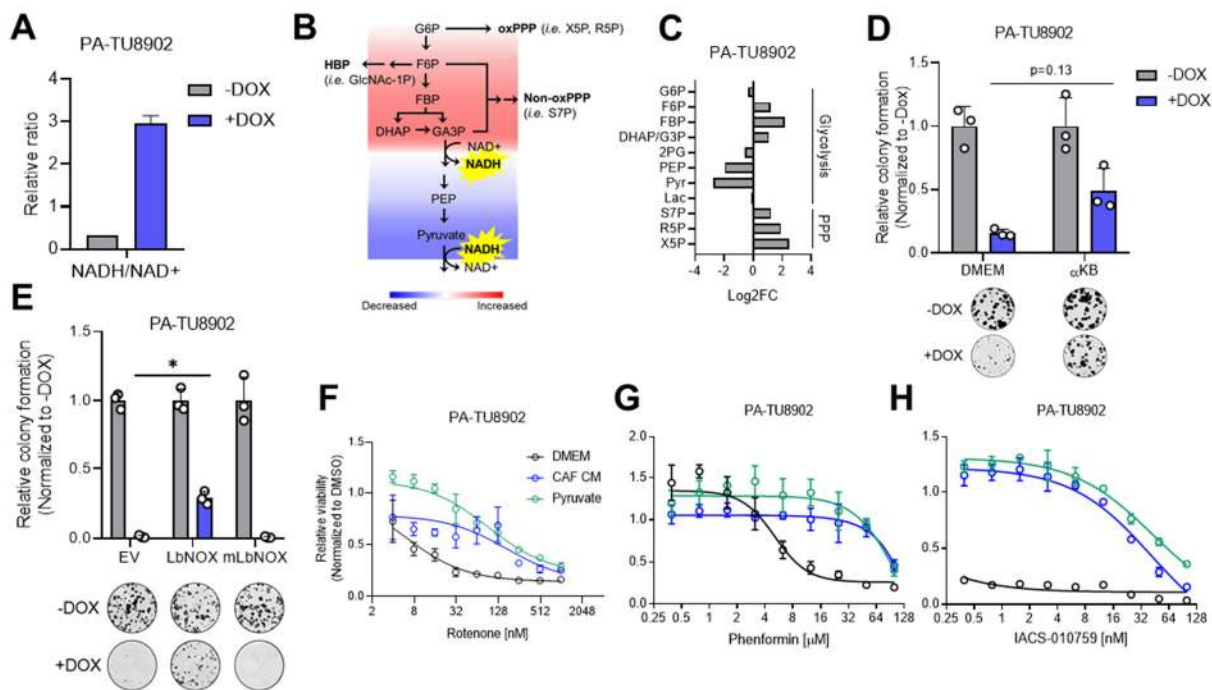 A
PA-TU8902
Relative ratio
4
3
2
1
0
NADH/NAD+
-DOX
+DOX
B
G6P
oxPPP (i.e. X5P, R5P)
HBP
(i.e. GlcNAc-1P)
F6P
FBP
Non-oxPPP
(i.e. S7P)
DHAP
GA3P
NAD+
NADH
PEP
Pyruvate
NADH
NAD+
Decreased
Increased
C
PA-TU8902
G6P
F6P
FBP
DHAP/G3P
2PG
PEP
Pyr
Lac
S7P
R5P
X5P
Glycolysis
PPP
-4 -2 0 2 4
Log2FC
D
PA-TU8902
p=0.13
-DOX
+DOX
Relative colony formation
(Normalized to -Dox)
1.5
1.0
0.5
0.0
DMEM
αKB
-DOX
+DOX
E
PA-TU8902
*
Relative colony formation
(Normalized to -DOX)
1.5
1.0
0.5
0.0
EV
LbNOX
mLbNOX
-DOX
+DOX
F
PA-TU8902
DMEM
CAF CM
Pyruvate
Relative viability
(Normalized to DMSO)
1.5
1.0
0.5
0.0
2 8 32 128 512 2048
Rotenone [nM]
G
PA-TU8902
2.0
1.5
1.0
0.5
0.0
0.25 0.5 1 2 4 8 16 32 64 128
Phenformin [μM]
H
PA-TU8902
1.5
1.0
0.5
0.0
0.25 0.5 1 2 4 8 16 32 64 128
IACS-010759 [nM]